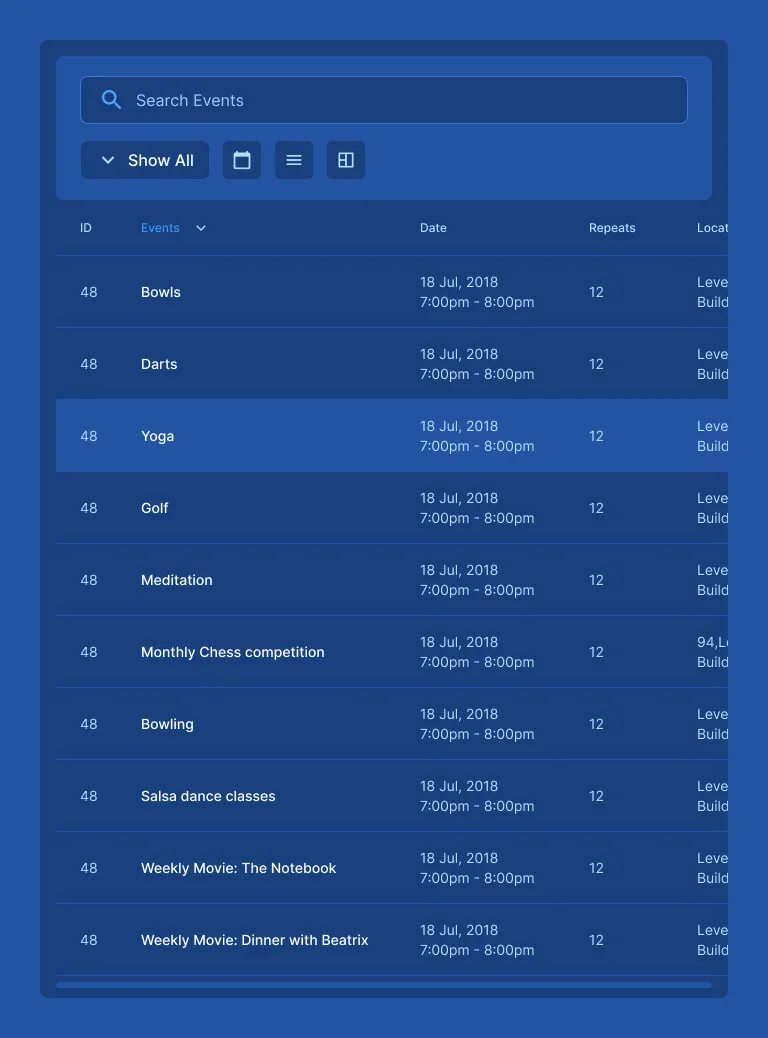 Search Events
Show All
ID Events Date Repeats Locat
48 Bowls 18 Jul, 2018 12 Leve
7:00pm - 8:00pm Build
48 Darts 18 Jul, 2018 12 Leve
7:00pm - 8:00pm Build
48 Yoga 18 Jul, 2018 12 Leve
7:00pm - 8:00pm Build
48 Golf 18 Jul, 2018 12 Leve
7:00pm - 8:00pm Build
48 Meditation 18 Jul, 2018 12 Leve
7:00pm - 8:00pm Build
48 Monthly Chess competition 18 Jul, 2018 12 94,L
7:00pm - 8:00pm Build
48 Bowling 18 Jul, 2018 12 Leve
7:00pm - 8:00pm Build
48 Salsa dance classes 18 Jul, 2018 12 Leve
7:00pm - 8:00pm Build
48 Weekly Movie: The Notebook 18 Jul, 2018 12 Leve
7:00pm - 8:00pm Build
48 Weekly Movie: Dinner with Beatrix 18 Jul, 2018 12 Leve
7:00pm - 8:00pm Build